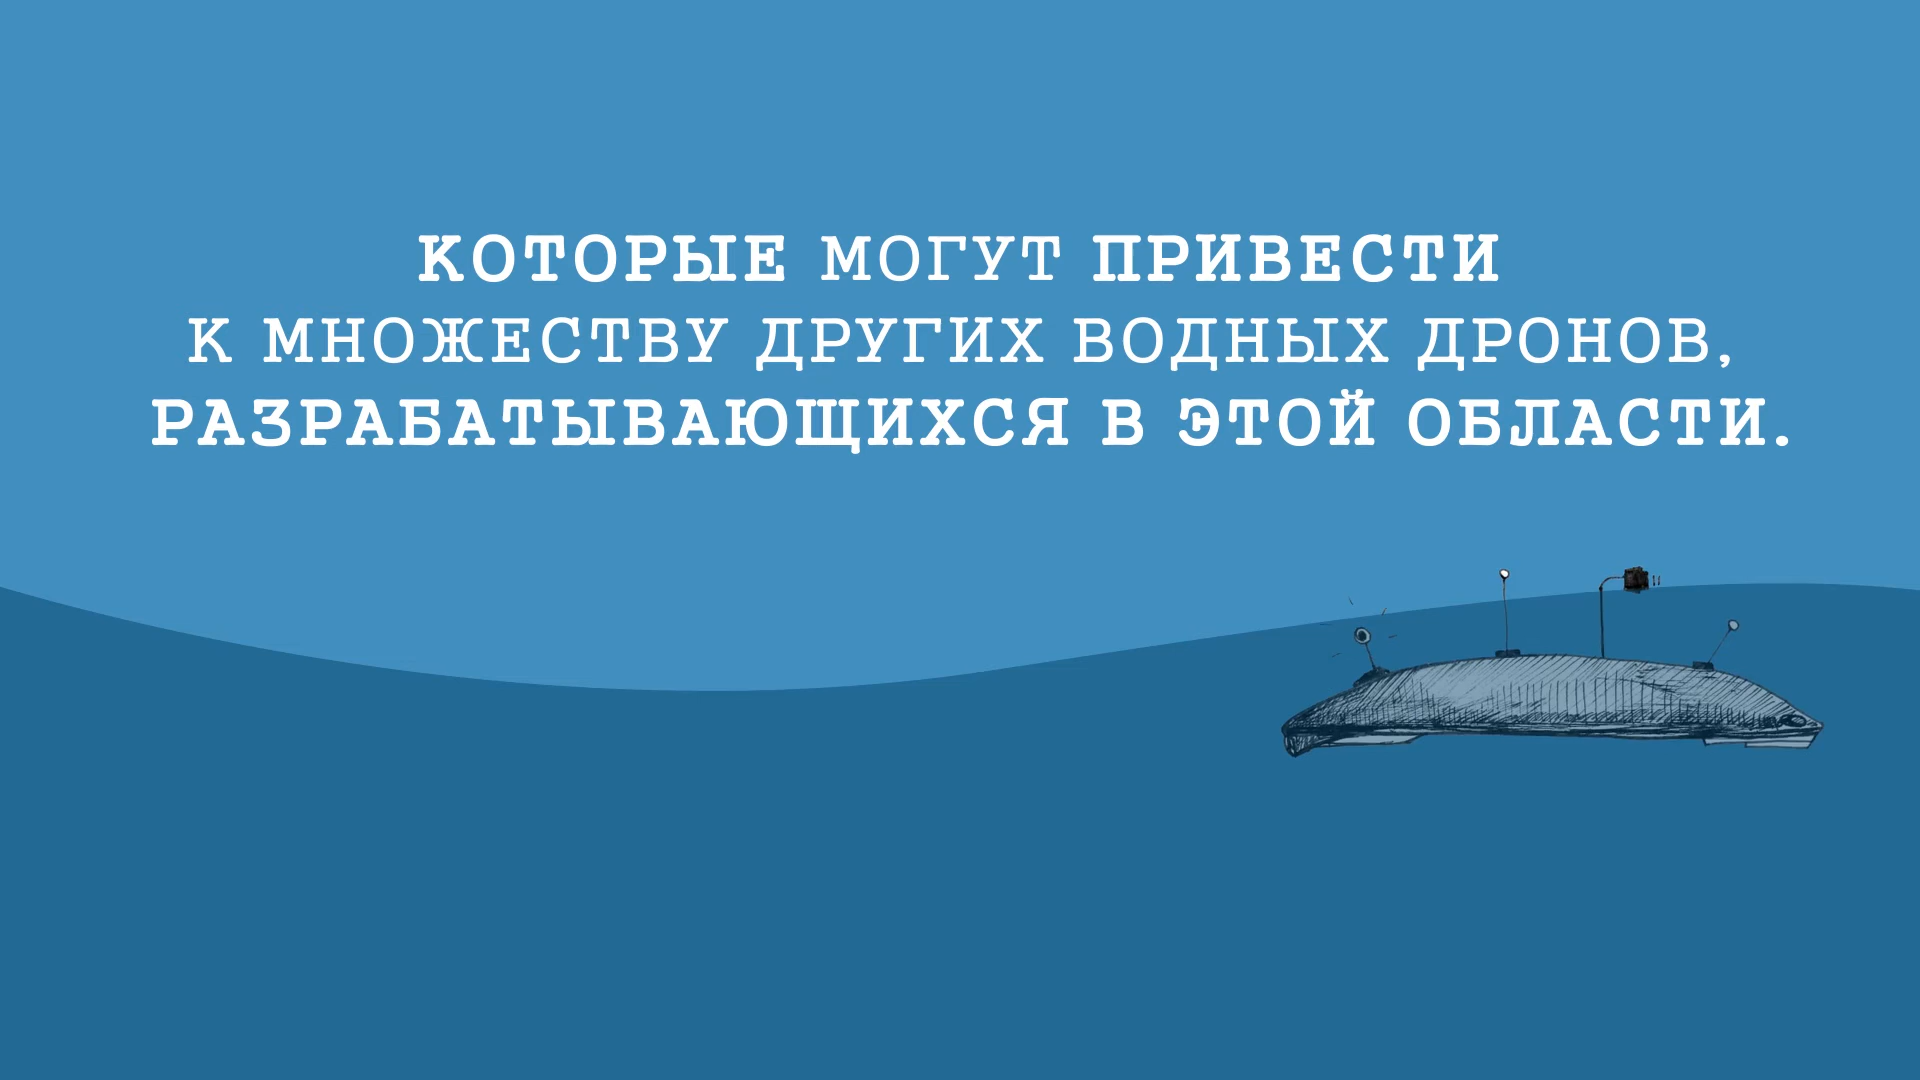 КОТОРЫЕ МОГУТ ПРИВЕСТИ
К МНОЖЕСТВУ ДРУГИХ ВОДНЫХ ДРОНОВ,
РАЗРАБАТЫВАЮЩИХСЯ В ЭТОЙ ОБЛАСТИ.